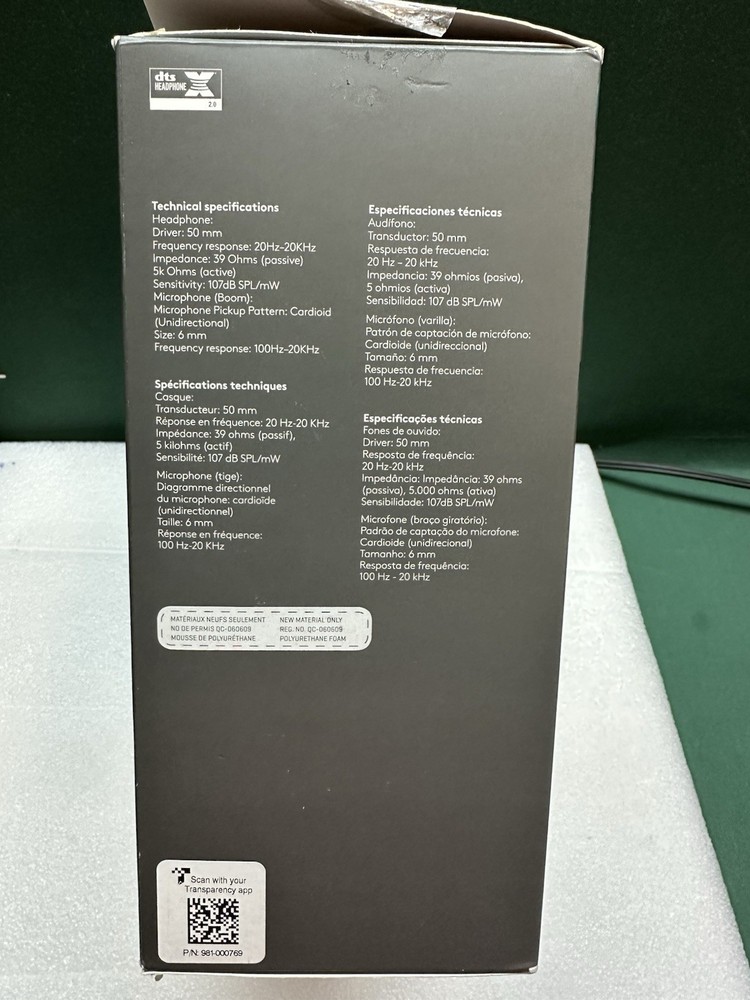 dts
HEADPHONE X
2.0
Technical specifications
Headphone:
Driver: 50 mm
Frequency response: 20Hz-20KHz
Impedance: 39 Ohms (passive)
5k Ohms (active)
Sensitivity: 107dB SPL/mW
Microphone (Boom):
Microphone Pickup Pattern: Cardioid
(Unidirectional)
Size: 6 mm
Frequency response: 100Hz-20KHz
Spécifications techniques
Casque:
Transducteur: 50 mm
Réponse en fréquence: 20 Hz-20 KHz
Impédance: 39 ohms (passif),
5 kilohms (actif)
Sensibilité: 107 dB SPL/mW
Microphone (tige):
Diagramme directionnel
du microphone: cardioïde
(unidirectionnel)
Taille: 6 mm
Réponse en fréquence:
100 Hz-20 KHz
Especificaciones técnicas
Audífono:
Transductor: 50 mm
Respuesta de frecuencia:
20 Hz – 20 kHz
Impedancia: 39 ohmios (pasiva),
5 ohmios (activa)
Sensibilidad: 107 dB SPL/mW
Micrófono (varilla):
Patrón de captación de micrófono:
Cardioide (unidireccional)
Tamaño: 6 mm
Respuesta de frecuencia:
100 Hz-20 kHz
Especificações técnicas
Fones de ouvido:
Driver: 50 mm
Resposta de frequência:
20 Hz-20 kHz
Impedância: Impedância: 39 ohms
(passiva), 5.000 ohms (ativa)
Sensibilidade: 107dB SPL/mW
Microfone (braço giratório):
Padrão de captação do microfone:
Cardioide (unidirecional)
Tamanho: 6 mm
Resposta de frequência:
100 Hz - 20 kHz
MATÉRIAUX NEUFS SEULEMENT
NO DE PERMIS QC-060609
MOUSSE DE POLYURÉTHANE
NEW MATERIAL ONLY
REG. NO. QC-060609
POLYURETHANE FOAM
Scan with your
Transparency app
P/N: 981-000769